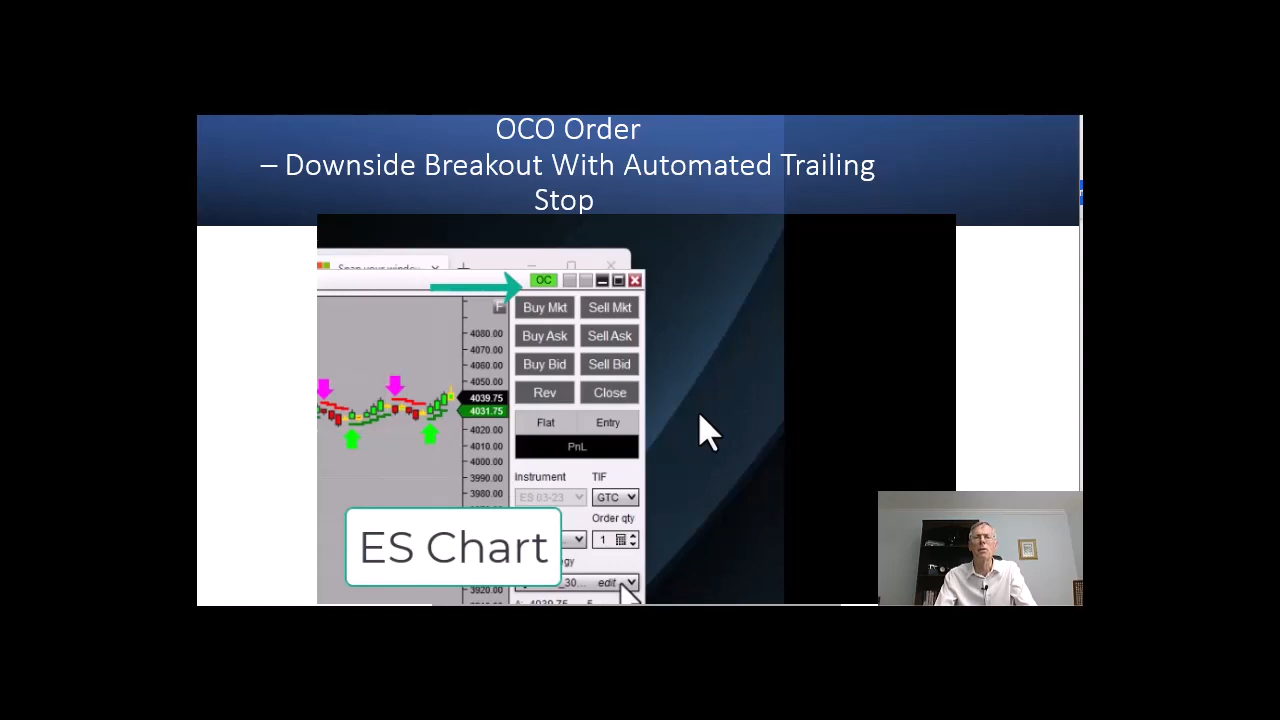 OCO Order
– Downside Breakout With Automated Trailing
Stop
OC
F
Buy Mkt Sell Mkt
Buy Ask Sell Ask
Buy Bid Sell Bid
Rev Close
Flat Entry
PnL
Instrument TIF
ES 03-23 GTC
Order qty
1
edit
4080.00
4070.00
4060.00
4050.00
4039.75
4031.75
4020.00
4010.00
4000.00
3990.00
3980.00
3920.00
ES Chart